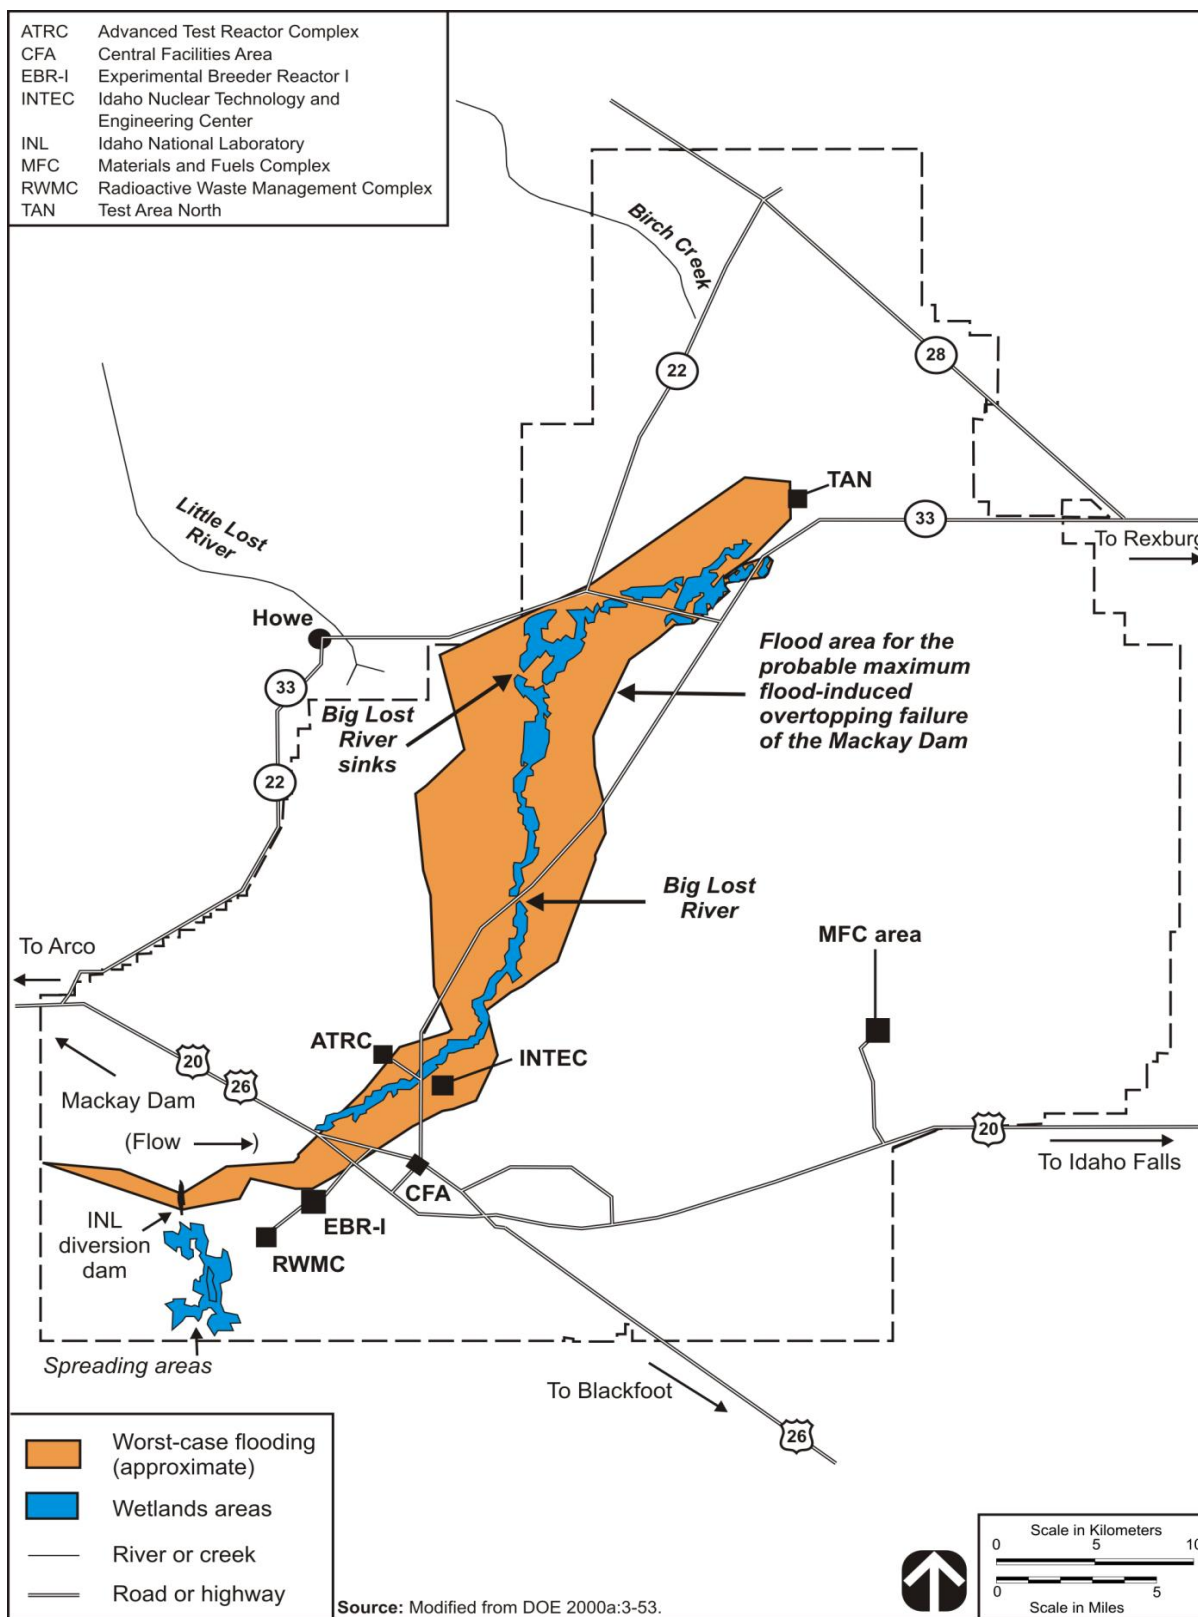 ATRC Advanced Test Reactor Complex
CFA Central Facilities Area
EBR-I Experimental Breeder Reactor I
INTEC Idaho Nuclear Technology and
Engineering Center
INL Idaho National Laboratory
MFC Materials and Fuels Complex
RWMC Radioactive Waste Management Complex
TAN Test Area North
Birch Creek
22
28
TAN
33
To Rexburg
Little Lost
River
Howe
33
Big Lost
River
sinks
Flood area for the
probable maximum
flood-induced
overtopping failure
of the Mackay Dam
22
Big Lost
River
MFC area
To Arco
ATRC
INTEC
20
26
Mackay Dam
(Flow )
20
To Idaho Falls
CFA
INL
diversion
dam
EBR-I
RWMC
Spreading areas
To Blackfoot
26
Worst-case flooding
(approximate)
Wetlands areas
River or creek
Road or highway
Source: Modified from DOE 2000a:3-53.
Scale in Kilometers
0 5 10
0 5
Scale in Miles